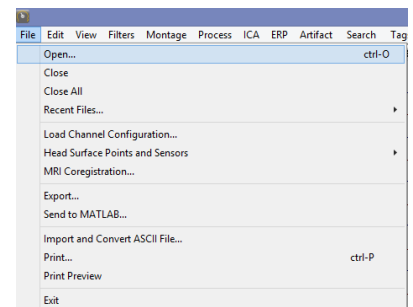 File Edit View Filters Montage Process ICA ERP Artifact Search Tag
Open... ctrl-O
Close
Close All
Recent Files...
Load Channel Configuration...
Head Surface Points and Sensors
MRI Coregistration...
Export...
Send to MATLAB...
Import and Convert ASCII File...
Print... ctrl-P
Print Preview
Exit